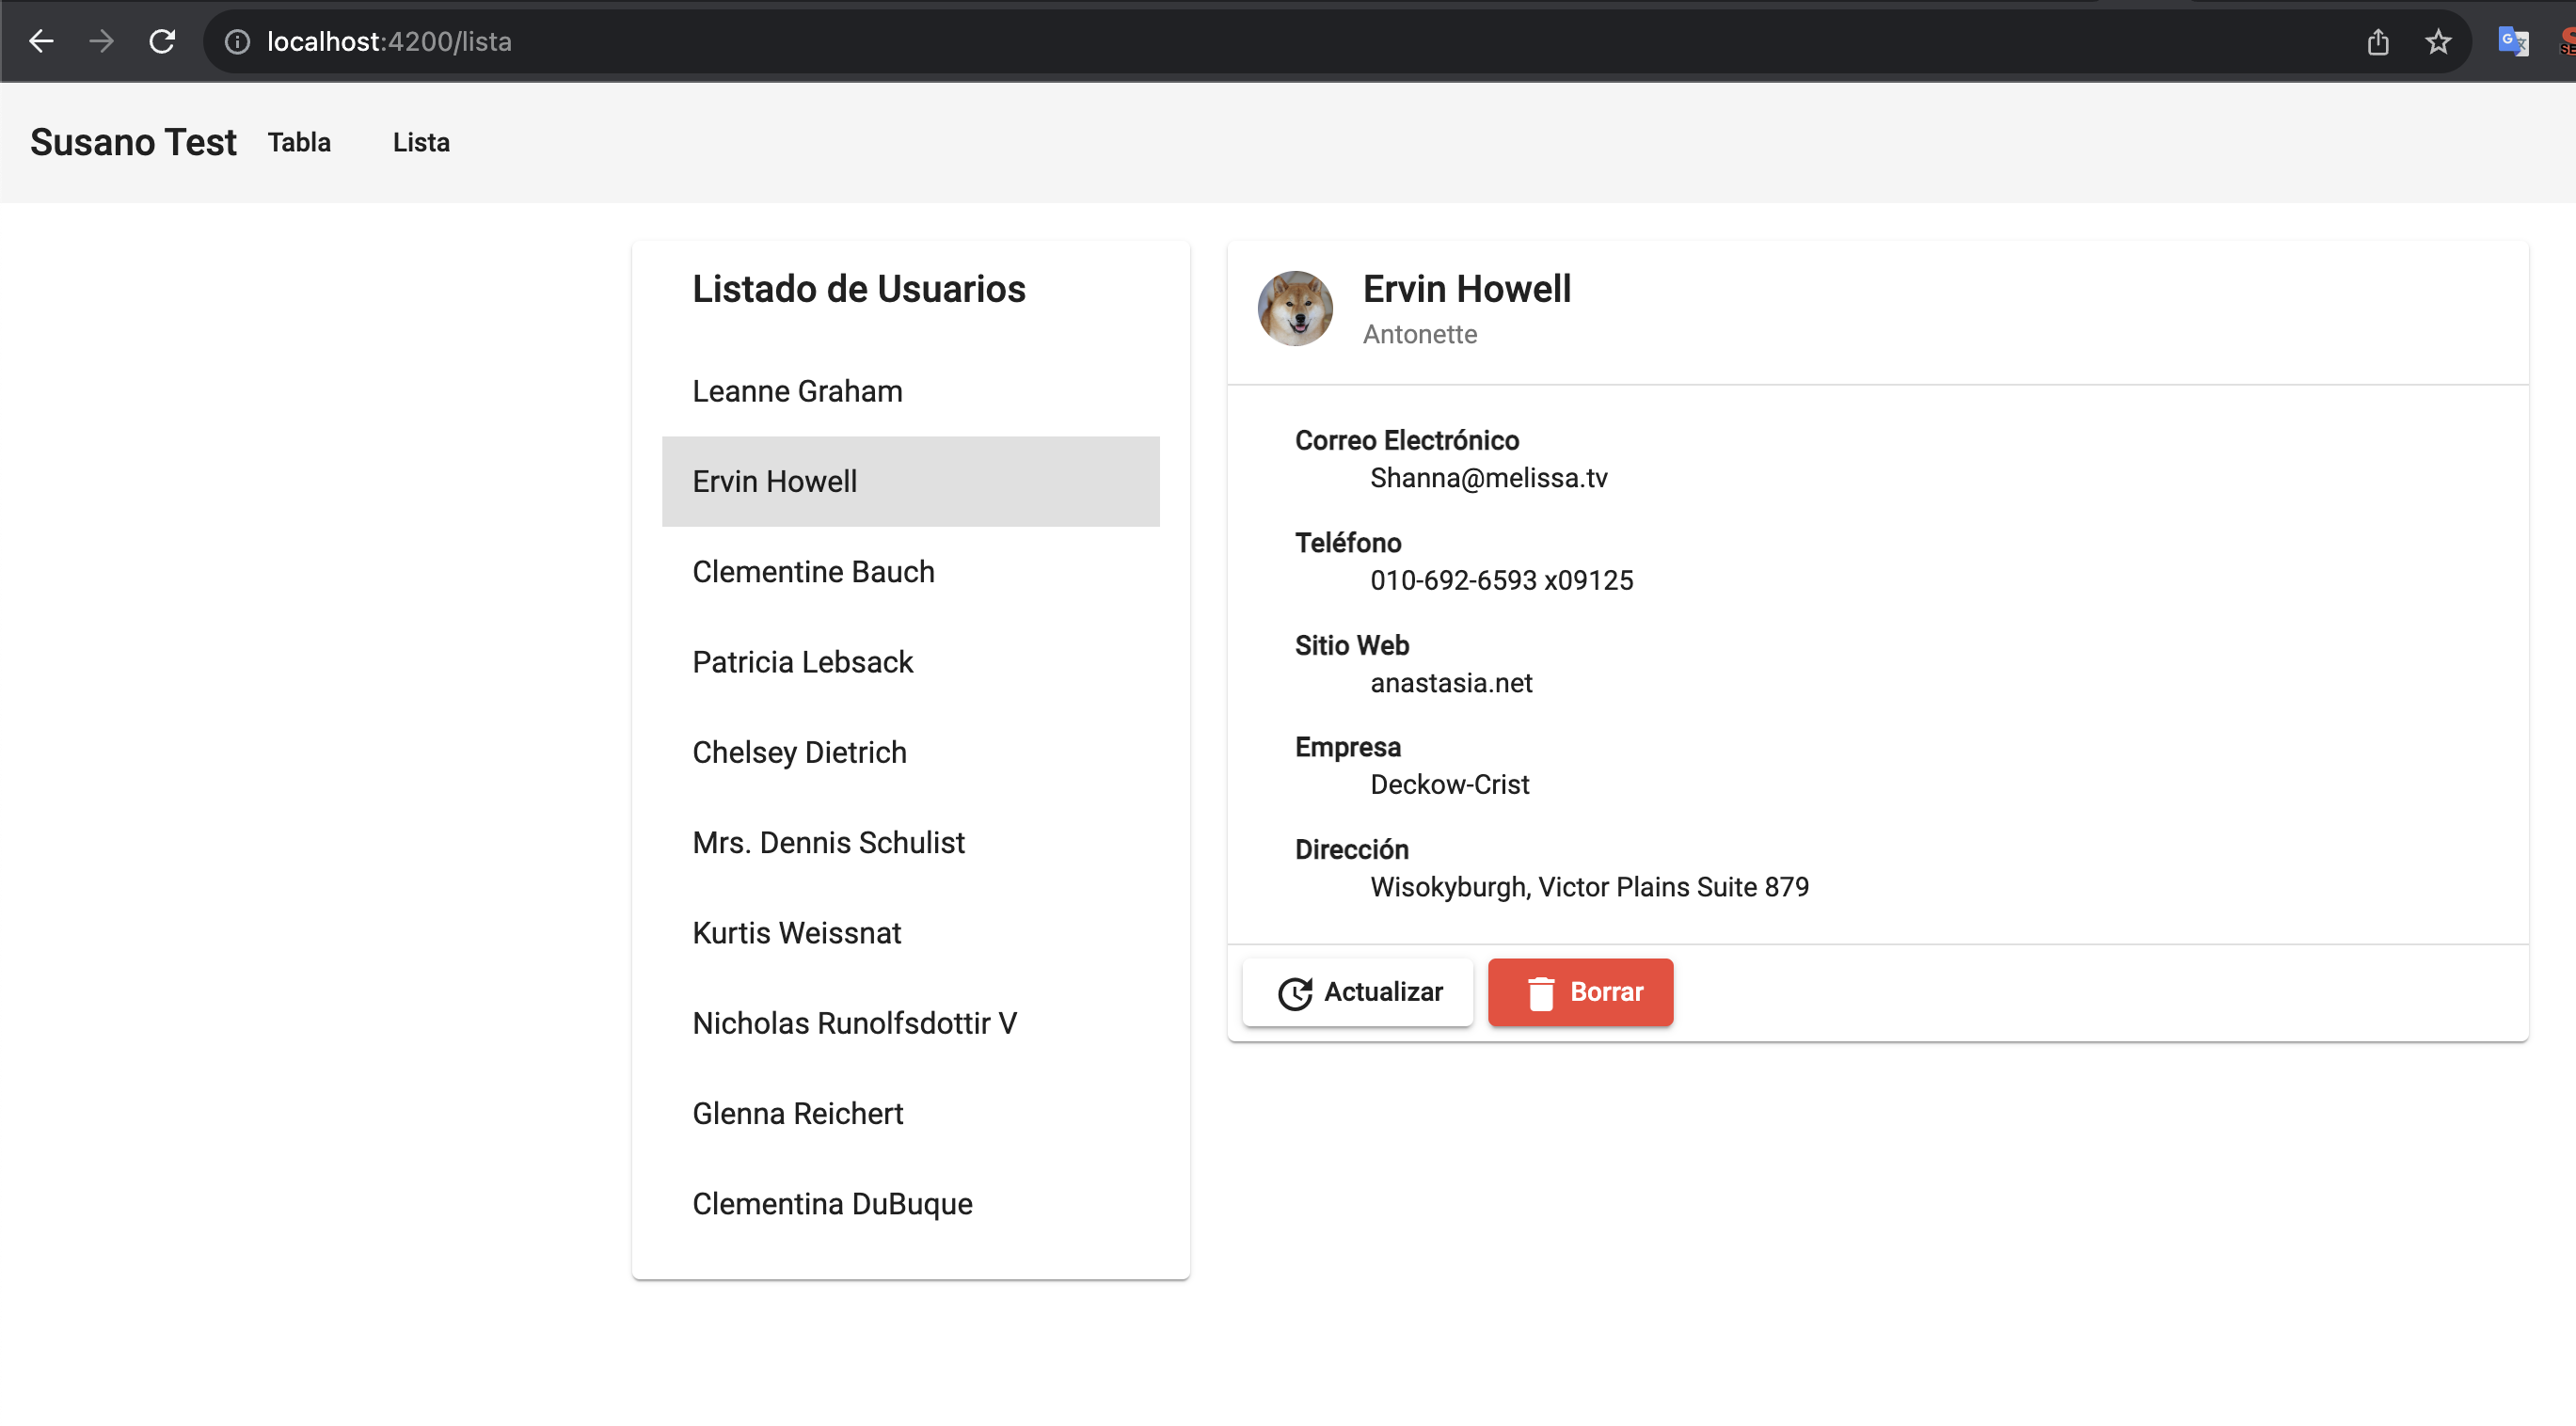 localhost:4200/lista
Susano Test Tabla Lista
Listado de Usuarios
Leanne Graham
Ervin Howell
Clementine Bauch
Patricia Lebsack
Chelsey Dietrich
Mrs. Dennis Schulist
Kurtis Weissnat
Nicholas Runolfsdottir V
Glenna Reichert
Clementina DuBuque
Ervin Howell
Antonette
Correo Electrónico
Shanna@melissa.tv
Teléfono
010-692-6593 x09125
Sitio Web
anastasia.net
Empresa
Deckow-Crist
Dirección
Wisokyburgh, Victor Plains Suite 879
Actualizar Borrar